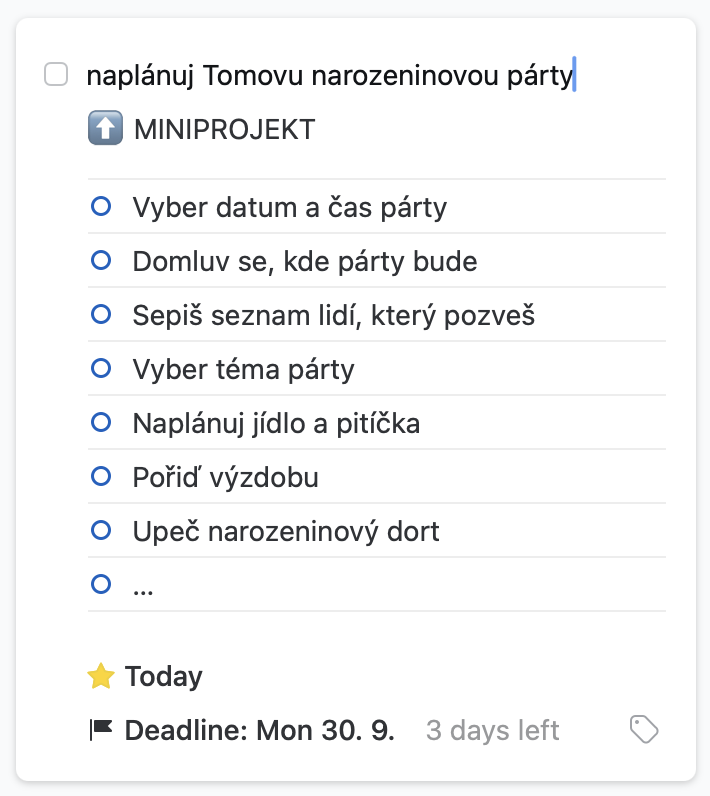 naplánuj Tomovu narozeninovou párty
⬆️ MINIPROJEKT
Vyber datum a čas párty
Domluv se, kde párty bude
Sepiš seznam lidí, který pozveš
Vyber téma párty
Naplánuj jídlo a pitíčka
Pořiď výzdobu
Upeč narozeninový dort
...
Today
Deadline: Mon 30. 9. 3 days left